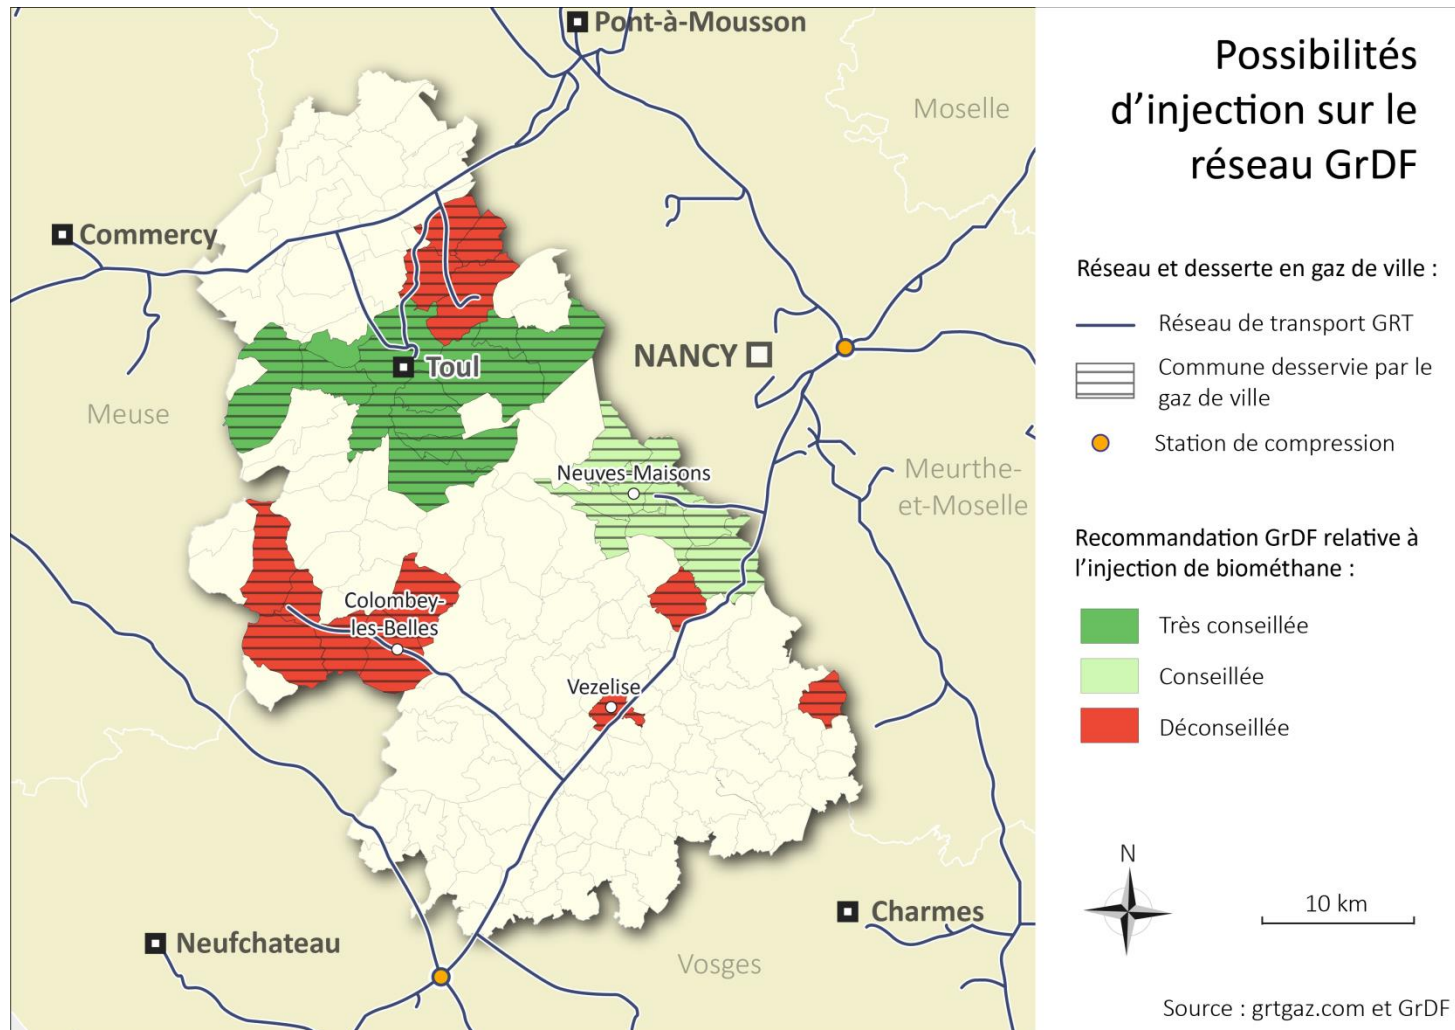 Pont-à-Mousson
Moselle
Commercy
Toul
NANCY
Meuse
Neuves-Maisons
Meurthe-
et-Moselle
Colombey-
les-Belles
Vezelise
Charmes
Neufchateau
Vosges
Possibilités
d'injection sur le
réseau GrDF
Réseau et desserte en gaz de ville :
Réseau de transport GRT
Commune desservie par le
gaz de ville
Station de compression
Recommandation GrDF relative à
l'injection de biométhane :
Très conseillée
Conseillée
Déconseillée
N
10 km
Source : grtgaz.com et GrDF